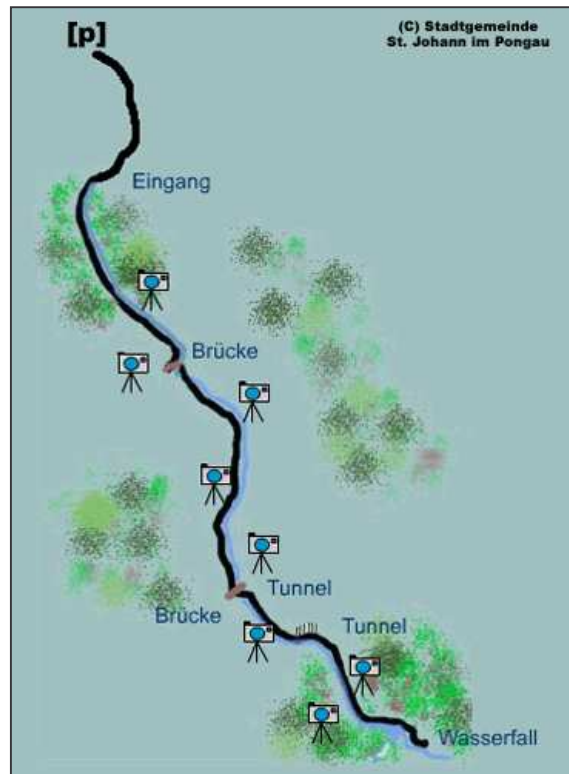 [p]
(C) Stadtgemeinde
St. Johann im Pongau
Eingang
Brücke
Tunnel
Brücke
Tunnel
Wasserfall